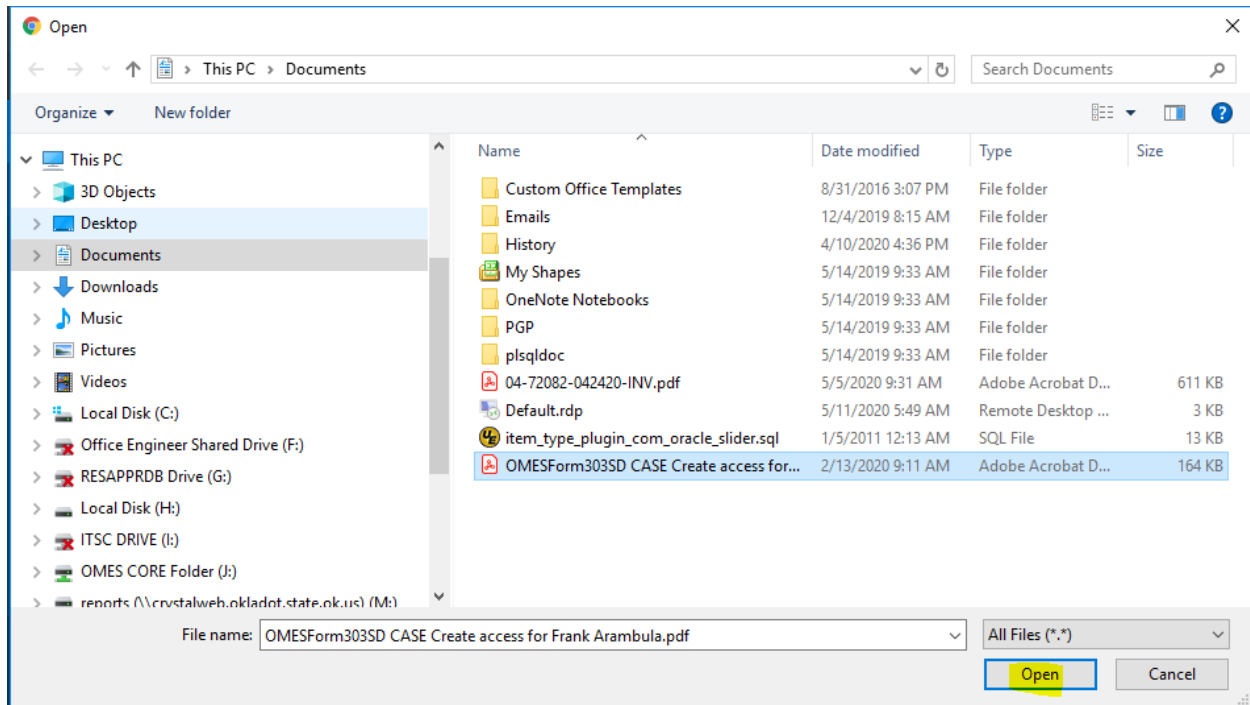 Open
This PC > Documents
Search Documents
Organize
New folder
Name
Date modified
Type
Size
This PC
3D Objects
Desktop
Documents
Downloads
Music
Pictures
Videos
Local Disk (C:)
Office Engineer Shared Drive (F:)
RESAPPRDB Drive (G:)
Local Disk (H:)
ITSC DRIVE (I:)
OMES CORE Folder (J:)
reports (\\crystalweb.okladot.state.ok.us) (M:)
Custom Office Templates 8/31/2016 3:07 PM File folder
Emails 12/4/2019 8:15 AM File folder
History 4/10/2020 4:36 PM File folder
My Shapes 5/14/2019 9:33 AM File folder
OneNote Notebooks 5/14/2019 9:33 AM File folder
PGP 5/14/2019 9:33 AM File folder
plsqldoc 5/14/2019 9:33 AM File folder
04-72082-042420-INV.pdf 5/5/2020 9:31 AM Adobe Acrobat D... 611 KB
Default.rdp 5/11/2020 5:49 AM Remote Desktop ... 3 KB
item_type_plugin_com_oracle_slider.sql 1/5/2011 12:13 AM SQL File 13 KB
OMESForm303SD CASE Create access for... 2/13/2020 9:11 AM Adobe Acrobat D... 164 KB
File name: OMESForm303SD CASE Create access for Frank Arambula.pdf
All Files (*.*)
Open
Cancel